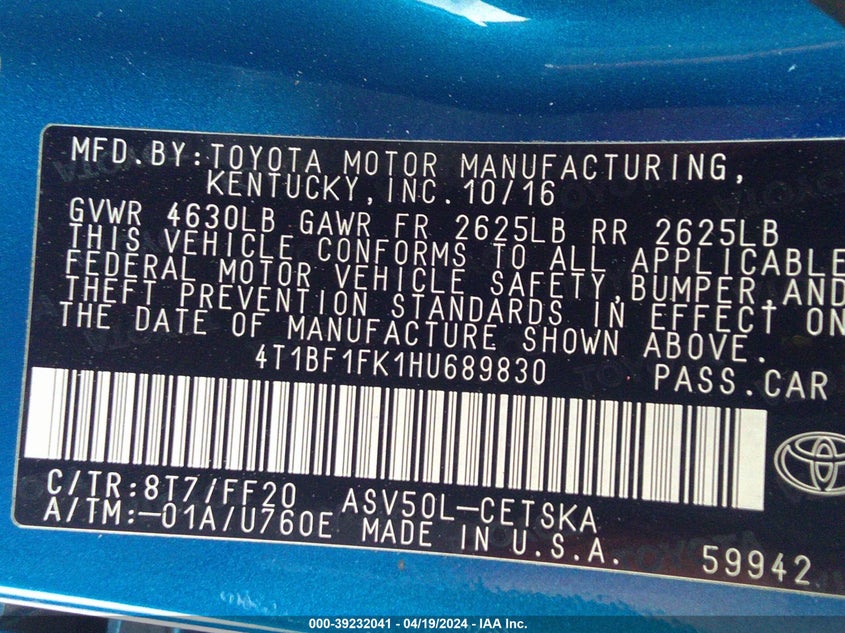 MFD.BY:TOYOTA MOTOR MANUFACTURING,
KENTUCKY,INC.10/16
GVWR 4630LB GAWR FR 2625LB RR 2625LB
THIS VEHICLE CONFORMS TO ALL APPLICABLE
FEDERAL MOTOR VEHICLE SAFETY,BUMPER,AND
THEFT PREVENTION STANDARDS IN EFFECT ON
THE DATE OF MANUFACTURE SHOWN ABOVE.
4T1BF1FK1HU689830 PASS.CAR
C/TR:8T7/FF20 ASV50L-CETSKA
A/TM:-01A/U760E MADE IN U.S.A. 59942
000-39232041 - 04/19/2024 - IAA Inc.